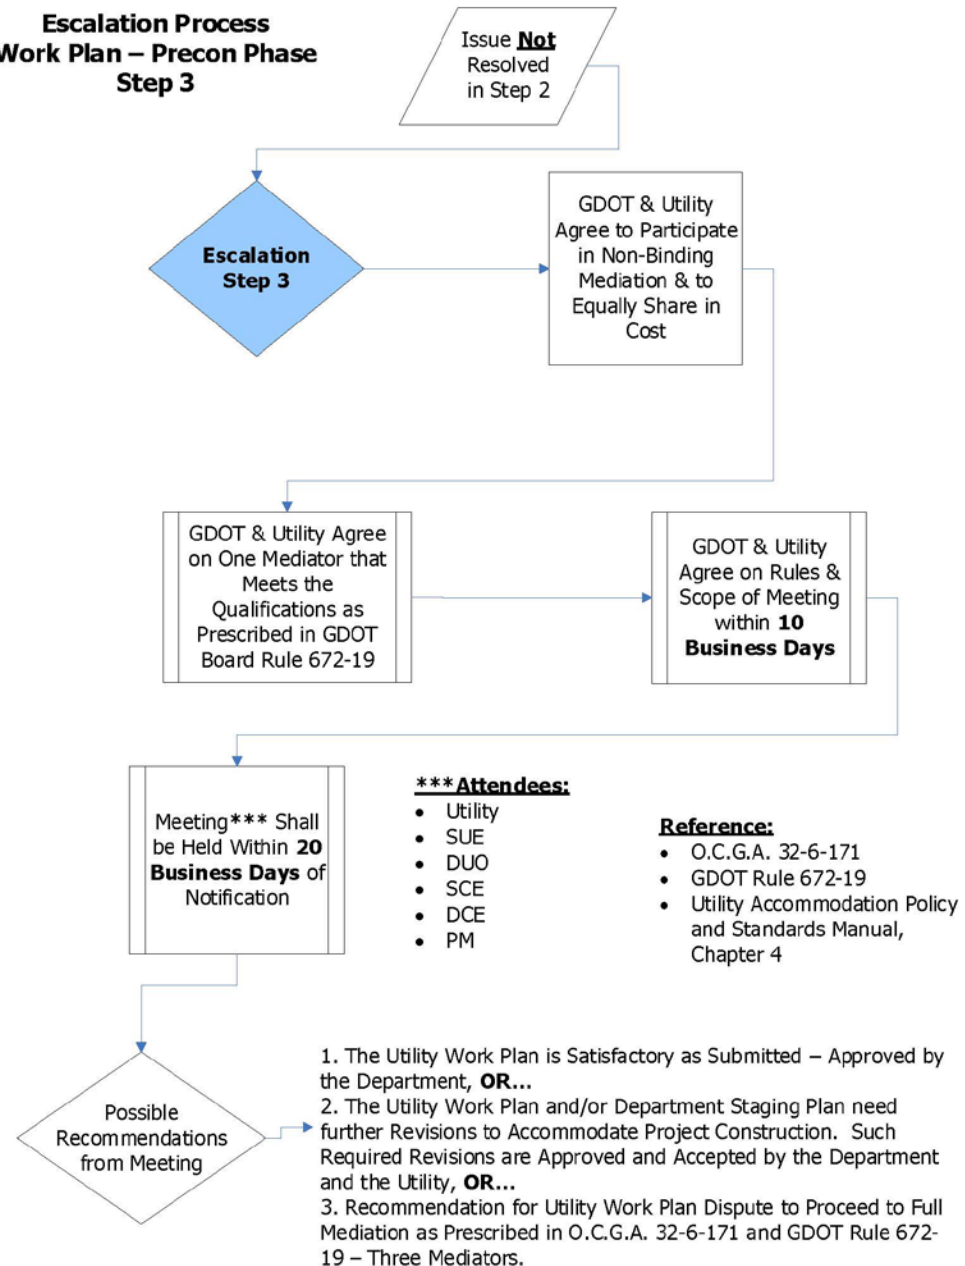 Escalation Process
Work Plan – Precon Phase
Step 3
Issue Not
Resolved
in Step 2
Escalation
Step 3
GDOT & Utility
Agree to Participate
in Non-Binding
Mediation & to
Equally Share in
Cost
GDOT & Utility Agree
on One Mediator that
Meets the
Qualifications as
Prescribed in GDOT
Board Rule 672-19
GDOT & Utility
Agree on Rules &
Scope of Meeting
within 10
Business Days
Meeting*** Shall
be Held Within 20
Business Days of
Notification
***Attendees:
• Utility
• SUE
• DUO
• SCE
• DCE
• PM
Reference:
• O.C.G.A. 32-6-171
• GDOT Rule 672-19
• Utility Accommodation Policy
and Standards Manual,
Chapter 4
Possible
Recommendations
from Meeting
1. The Utility Work Plan is Satisfactory as Submitted – Approved by
the Department, OR...
2. The Utility Work Plan and/or Department Staging Plan need
further Revisions to Accommodate Project Construction. Such
Required Revisions are Approved and Accepted by the Department
and the Utility, OR...
3. Recommendation for Utility Work Plan Dispute to Proceed to Full
Mediation as Prescribed in O.C.G.A. 32-6-171 and GDOT Rule 672-
19 – Three Mediators.